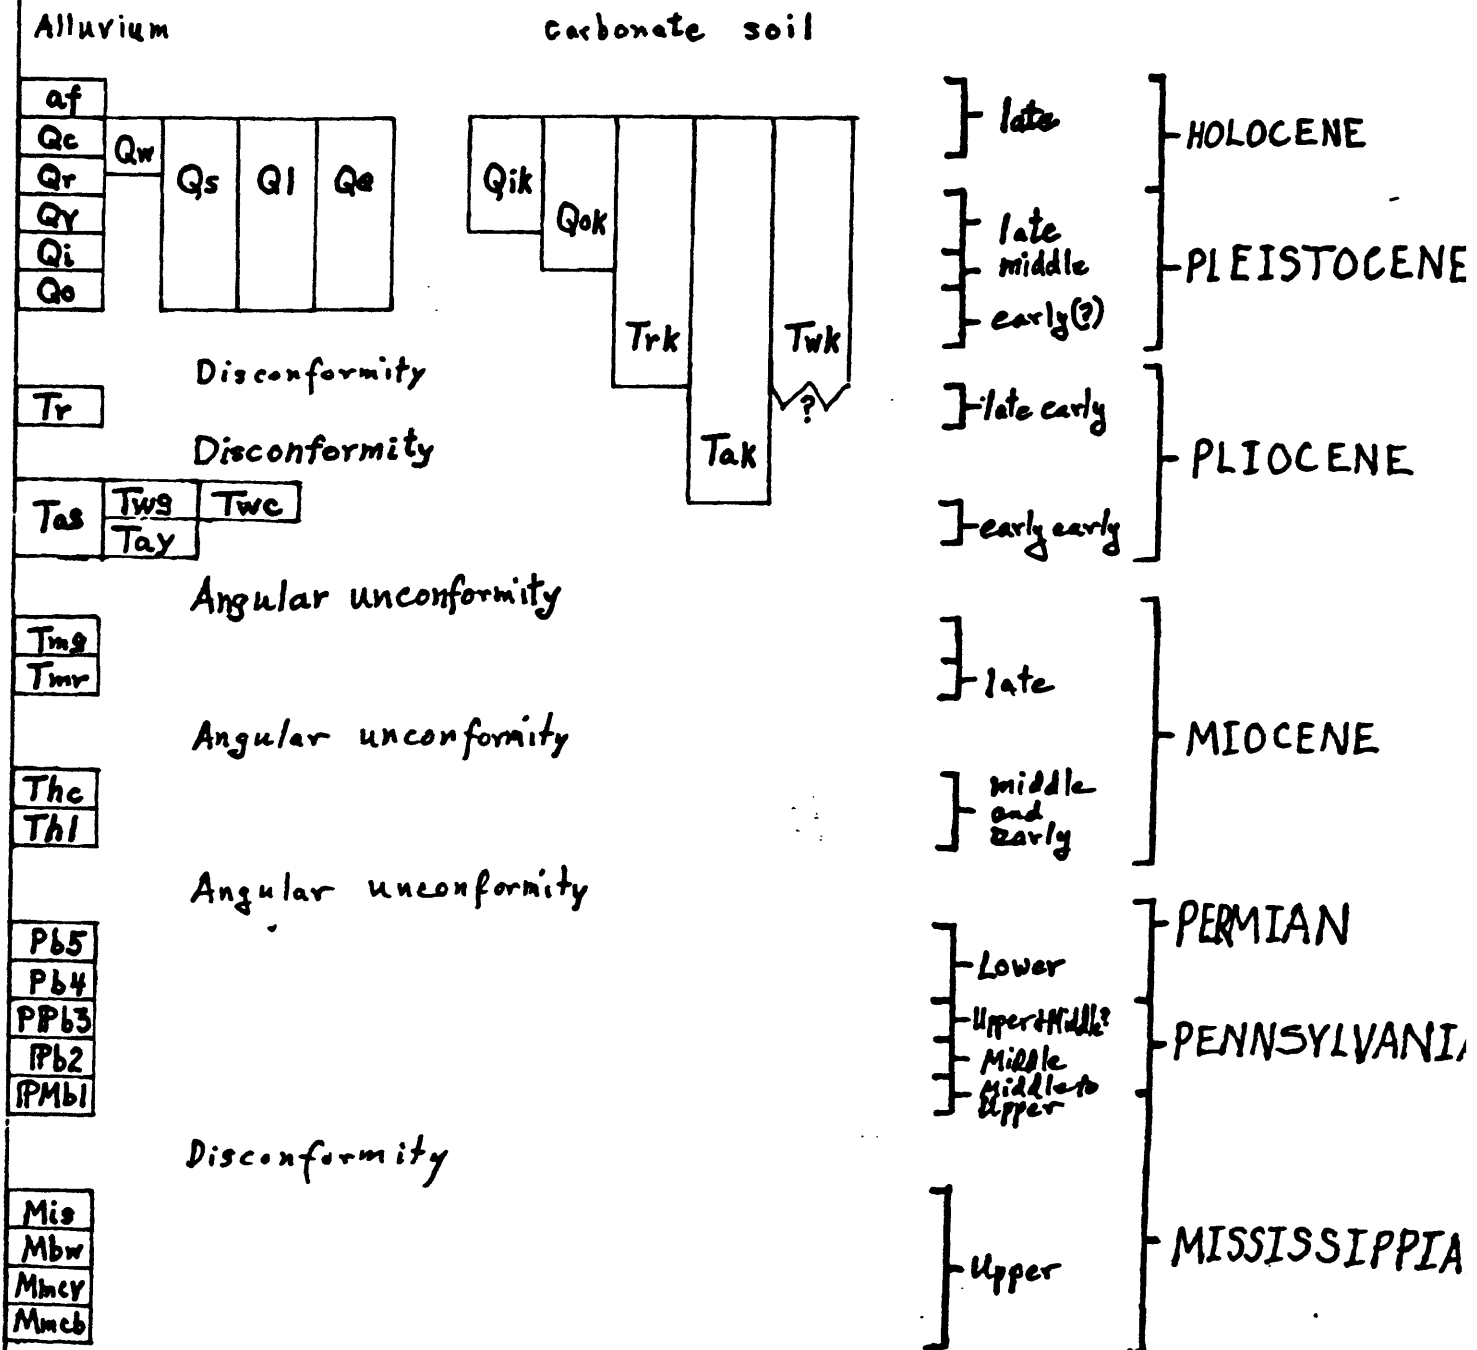 Alluvium carbonate soil
af
late
Qc
HOLOCENE
Qw
Qr
Qs Ql Qe
Qik
Qy
Qok
late
Qi
middle
PLEISTOCENE
Qo
early(?)
Trk Twk
Disconformity
Tr
?
late early
Disconformity
Tak
PLIOCENE
Twg Twc
Tas
Tay
early early
Angular unconformity
Tmg
Tmr
late
Angular unconformity
MIOCENE
Thc
middle
and
early
Thl
Angular unconformity
PERMIAN
Pb5
Lower
Pb4
PPb3
Upper+Middle?
PENNSYLVANIA
Pb2
Middle
PMb1
Middle to
Upper
Disconformity
Mis
Mbw
MISSISSIPPIA
Upper
Mmcy
Mmcb